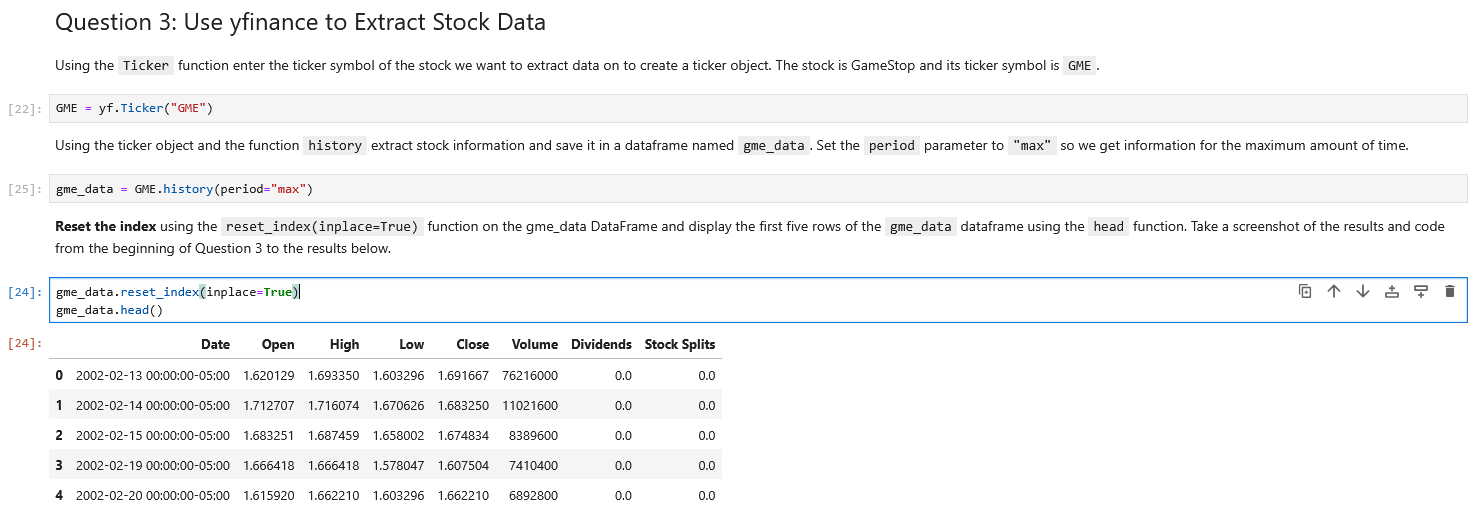 Question 3: Use yfinance to Extract Stock Data
Using the Ticker function enter the ticker symbol of the stock we want to extract data on to create a ticker object. The stock is GameStop and its ticker symbol is GME .
[22]: GME = yf.Ticker("GME")
Using the ticker object and the function history extract stock information and save it in a dataframe named gme_data . Set the period parameter to "max" so we get information for the maximum amount of time.
[25]: gme_data = GME.history(period="max")
Reset the index using the reset_index(inplace=True) function on the gme_data DataFrame and display the first five rows of the gme_data dataframe using the head function. Take a screenshot of the results and code
from the beginning of Question 3 to the results below.
[24]: gme_data.reset_index(inplace=True)
gme_data.head()
[24]: Date Open High Low Close Volume Dividends Stock Splits
0 2002-02-13 00:00:00-05:00 1.620129 1.693350 1.603296 1.691667 76216000 0.0 0.0
1 2002-02-14 00:00:00-05:00 1.712707 1.716074 1.670626 1.683250 11021600 0.0 0.0
2 2002-02-15 00:00:00-05:00 1.683251 1.687459 1.658002 1.674834 8389600 0.0 0.0
3 2002-02-19 00:00:00-05:00 1.666418 1.666418 1.578047 1.607504 7410400 0.0 0.0
4 2002-02-20 00:00:00-05:00 1.615920 1.662210 1.603296 1.662210 6892800 0.0 0.0